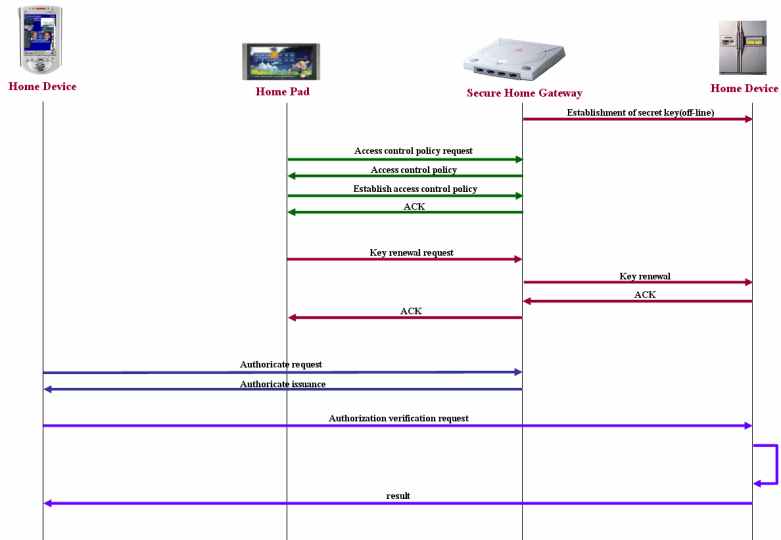 Home Device
Home Pad
Secure Home Gateway
Home Device
Establishment of secret key(off-line)
Access control policy request
Access control policy
Establish access control policy
ACK
Key renewal request
Key renewal
ACK
ACK
Authoricate request
Authoricate issuance
Authorization verification request
result